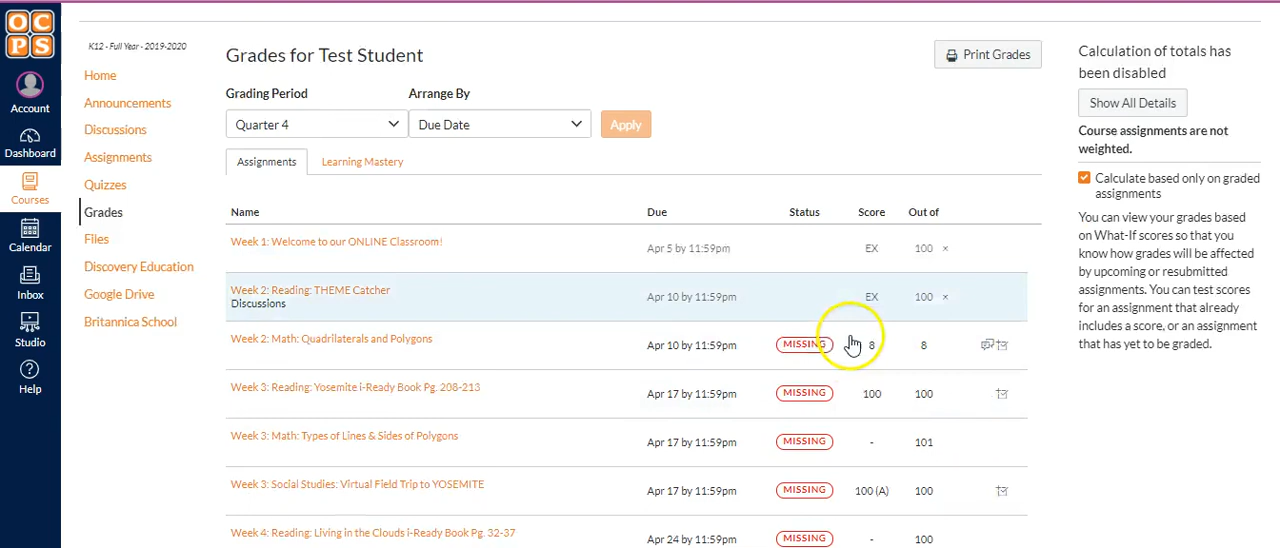 OC
PS
Account
Dashboard
Courses
Calendar
Inbox
Studio
Help
K12 - Full Year - 2019-2020
Home
Announcements
Discussions
Assignments
Quizzes
Grades
Files
Discovery Education
Google Drive
Britannica School
Grades for Test Student
Print Grades
Grading Period Arrange By
Quarter 4 Due Date Apply
Assignments Learning Mastery
Name Due Status Score Out of
Week 1: Welcome to our ONLINE Classroom! Apr 5 by 11:59pm EX 100 ×
Week 2: Reading: THEME Catcher Apr 10 by 11:59pm EX 100 ×
Discussions
Week 2: Math: Quadrilaterals and Polygons Apr 10 by 11:59pm MISSING 8 8
Week 3: Reading: Yosemite i-Ready Book Pg. 208-213 Apr 17 by 11:59pm MISSING 100 100
Week 3: Math: Types of Lines & Sides of Polygons Apr 17 by 11:59pm MISSING - 101
Week 3: Social Studies: Virtual Field Trip to YOSEMITE Apr 17 by 11:59pm MISSING 100 (A) 100
Week 4: Reading: Living in the Clouds i-Ready Book Pg. 32-37 Apr 24 by 11:59pm MISSING - 100
Calculation of totals has
been disabled
Show All Details
Course assignments are not
weighted.
Calculate based only on graded
assignments
You can view your grades based
on What-If scores so that you
know how grades will be affected
by upcoming or resubmitted
assignments. You can test scores
for an assignment that already
includes a score, or an assignment
that has yet to be graded.